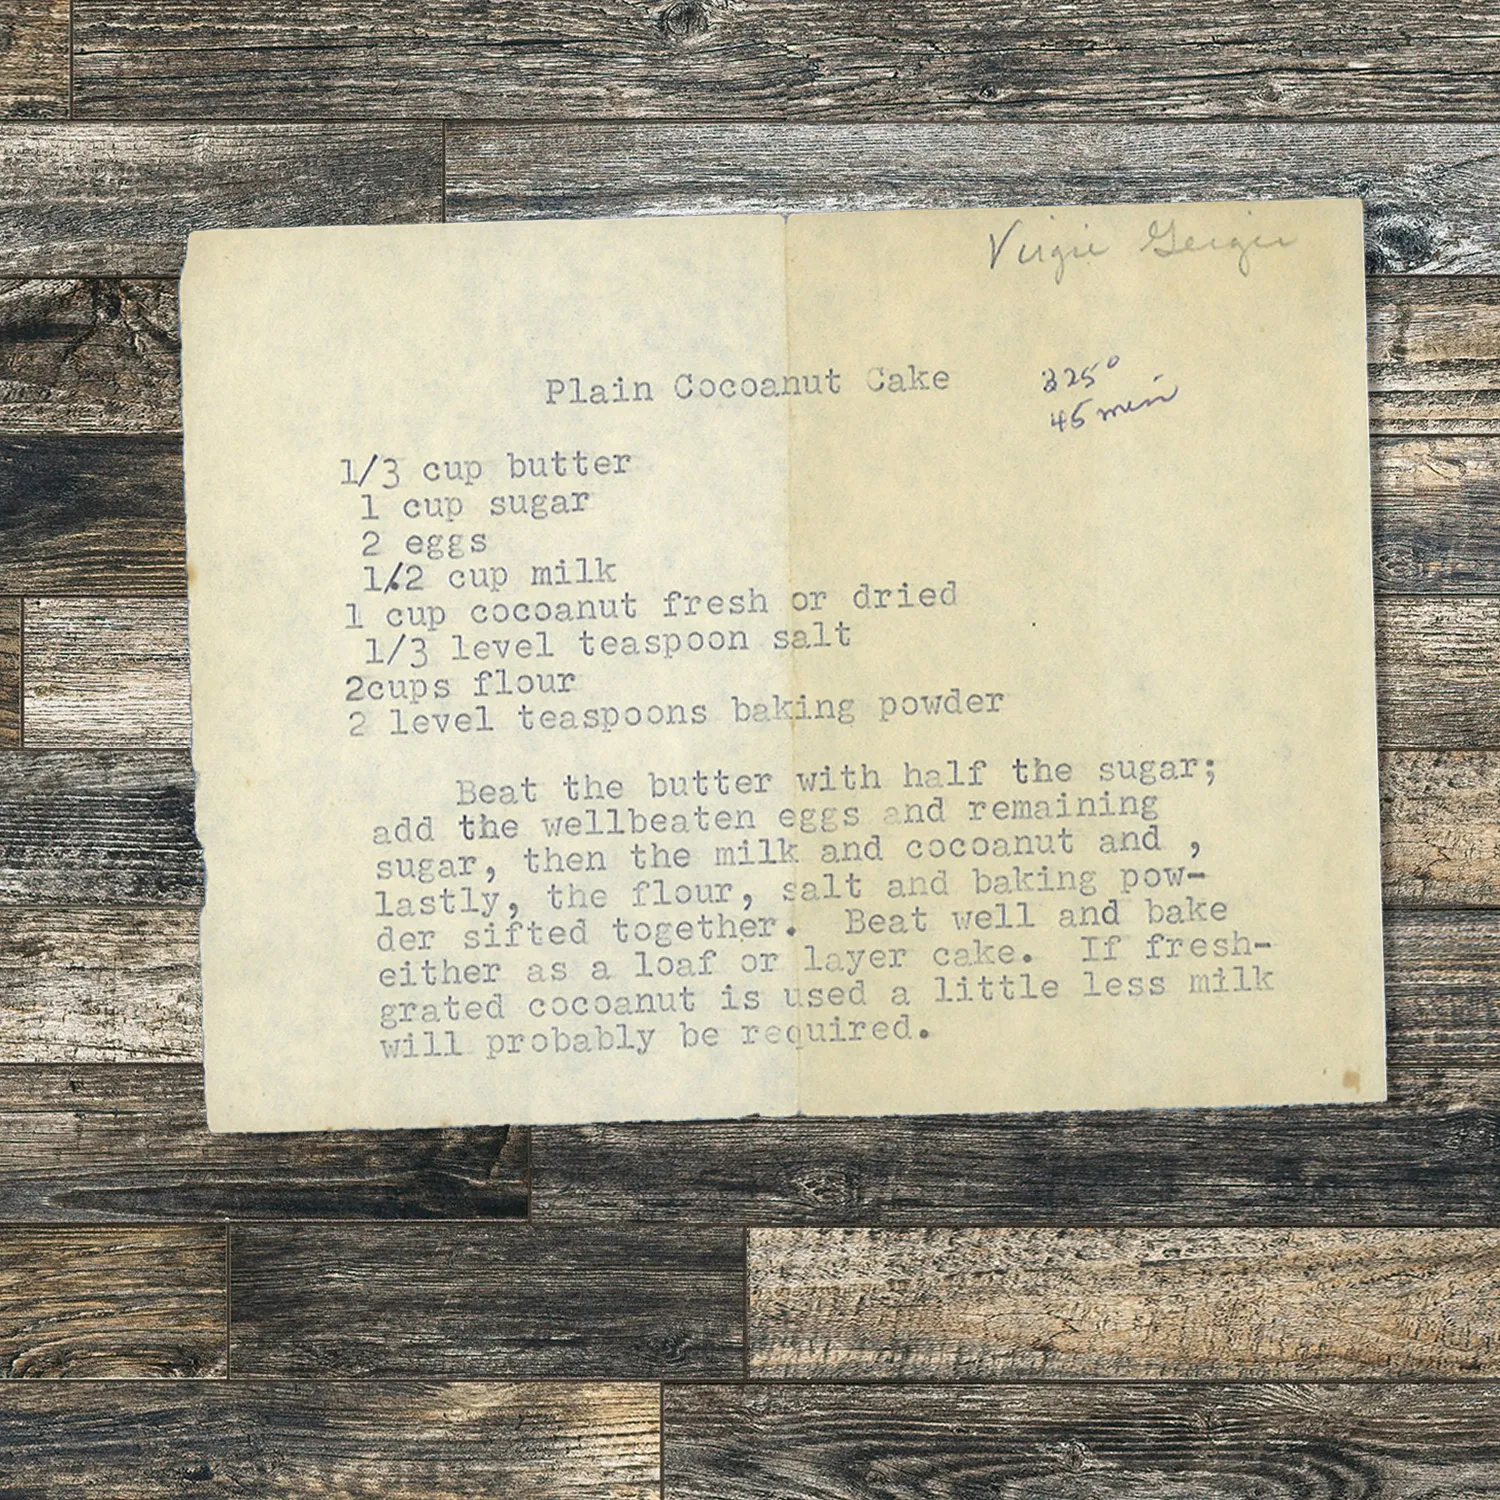 Virgie Geiger
Plain Cocoanut Cake
325°
45 min
1/3 cup butter
1 cup sugar
2 eggs
1/2 cup milk
1 cup cocoanut fresh or dried
1/3 level teaspoon salt
2cups flour
2 level teaspoons baking powder
Beat the butter with half the sugar;
add the wellbeaten eggs and remaining
sugar, then the milk and cocoanut and ,
lastly, the flour, salt and baking pow-
der sifted together. Beat well and bake
either as a loaf or layer cake. If fresh-
grated cocoanut is used a little less milk
will probably be required.